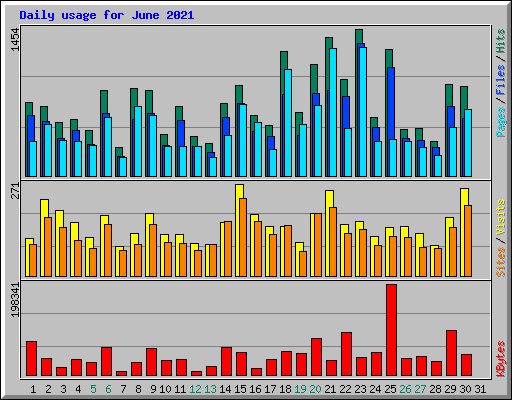 Daily usage for June 2021
1454
271
198341
Pages/Files/Hits
Sites/Visits
KBytes
1 2 3 4 5 6 7 8 9 10 11 12 13 14 15 16 17 18 19 20 21 22 23 24 25 26 27 28 29 30 31